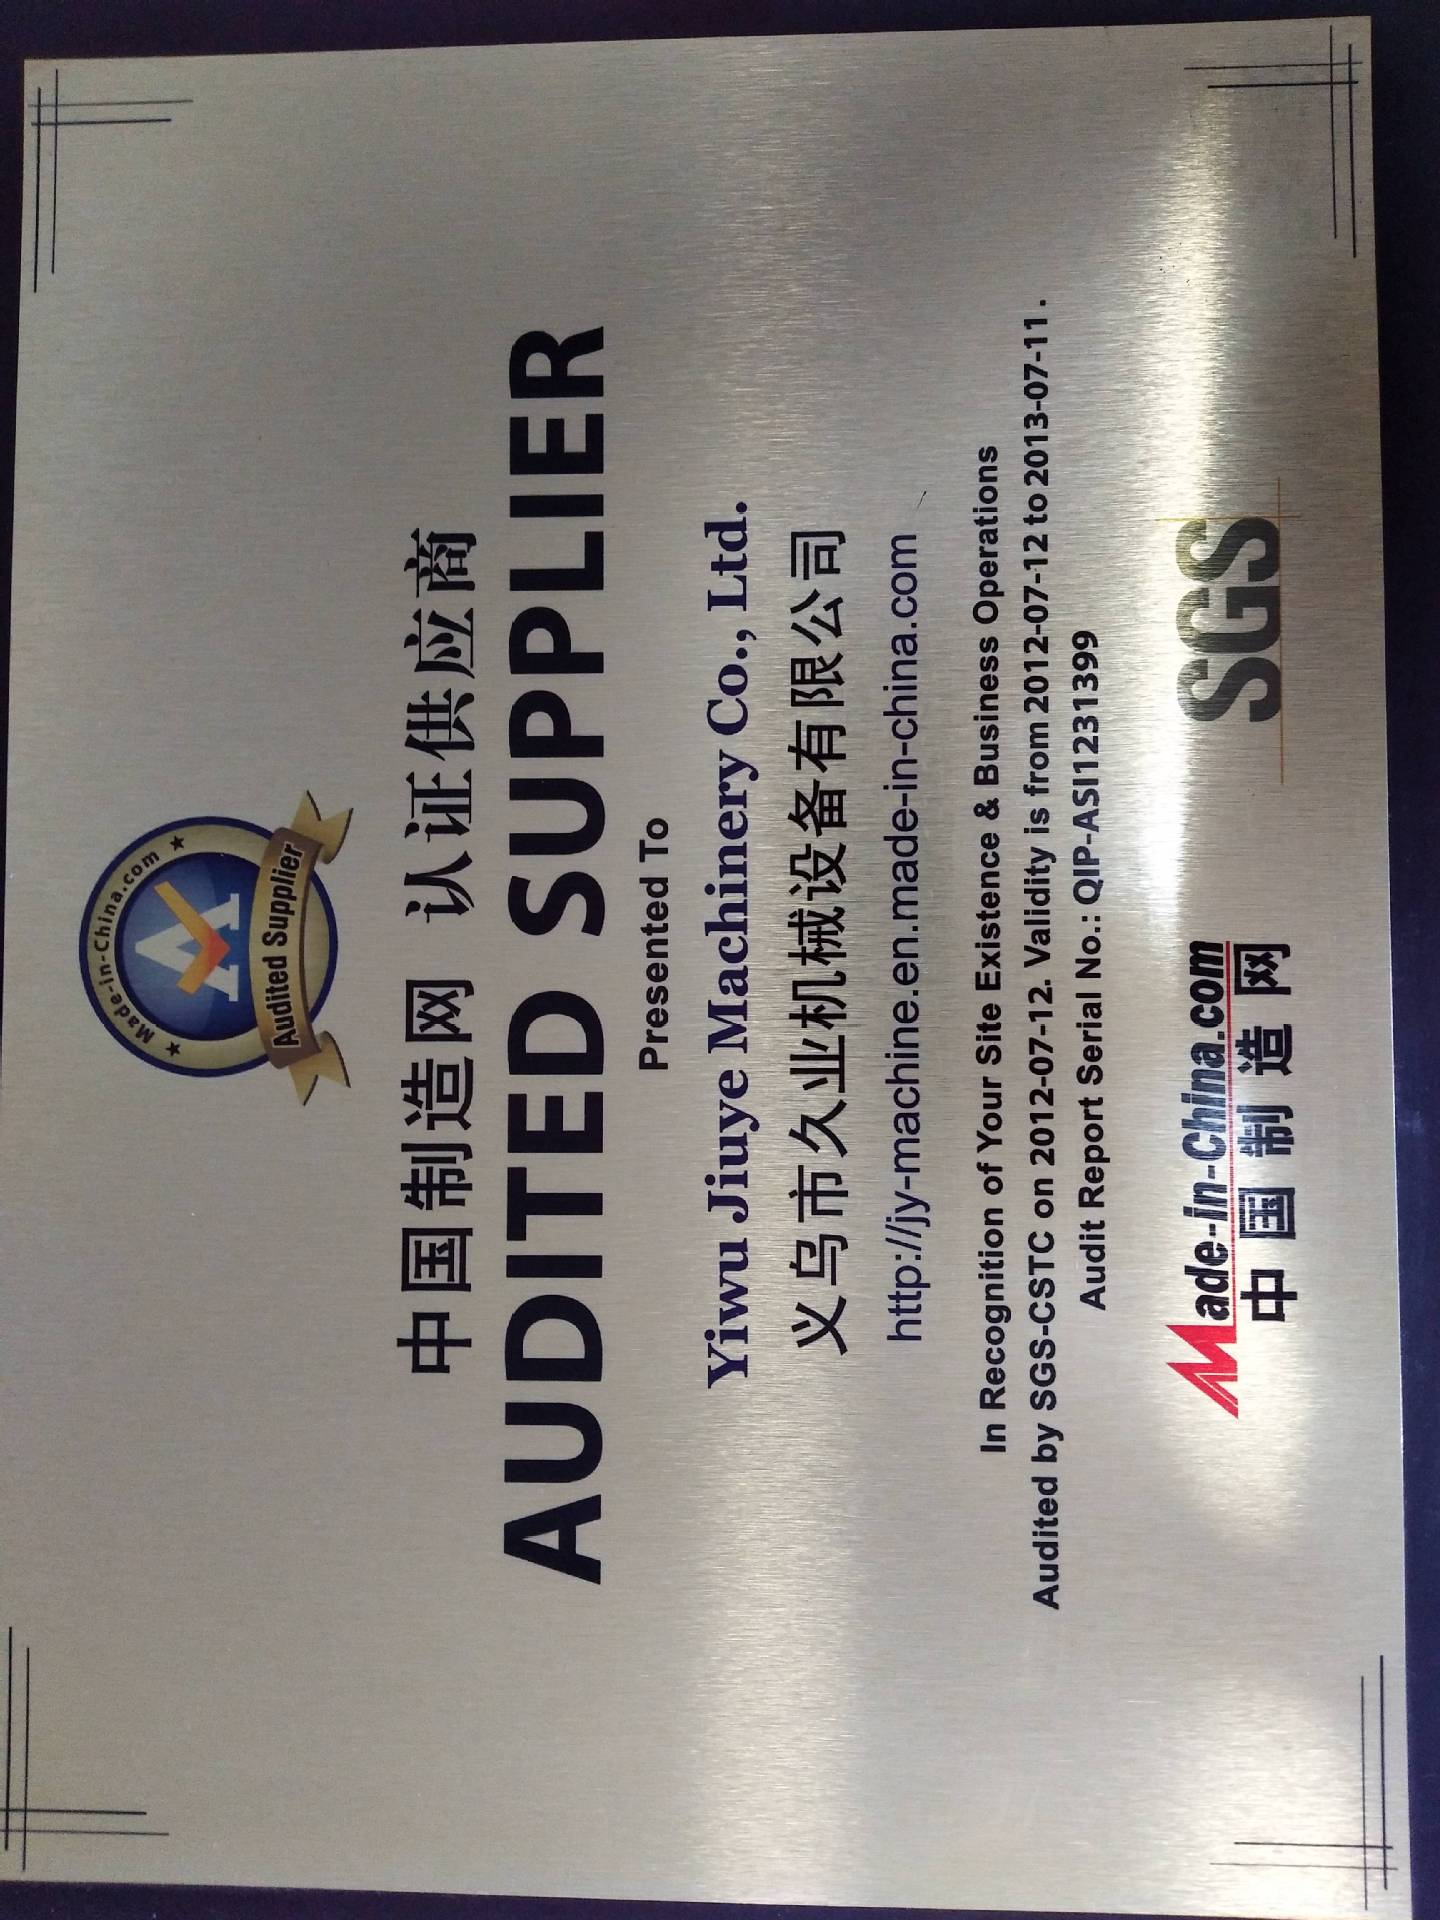 Made-in-China.com
Audited Supplier
中国制造网 认证供应商
AUDITED SUPPLIER
Presented To
Yiwu Jiuye Machinery Co., Ltd.
义乌市久业机械设备有限公司
http://jy-machine.en.made-in-china.com
In Recognition of Your Site Existence & Business Operations
Audited by SGS-CSTC on 2012-07-12. Validity is from 2012-07-12 to 2013-07-11 .
Audit Report Serial No.: QIP-ASI1231399
Made-in-China.com
中国制造网
SGS